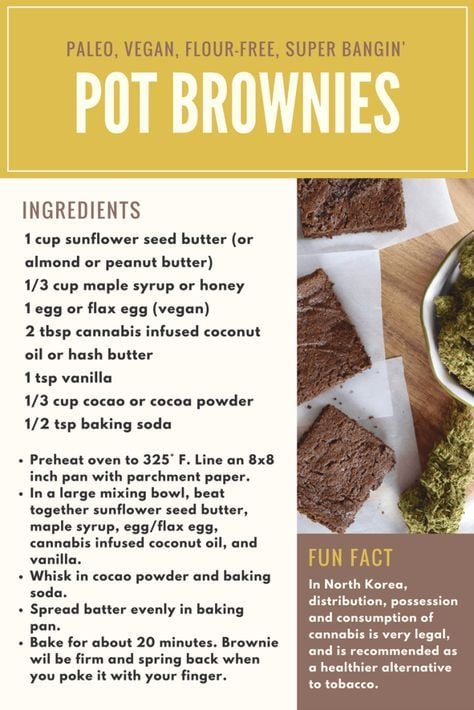 PALEO, VEGAN, FLOUR-FREE, SUPER BANGIN'
POT BROWNIES
INGREDIENTS
1 cup sunflower seed butter (or
almond or peanut butter)
1/3 cup maple syrup or honey
1 egg or flax egg (vegan)
2 tbsp cannabis infused coconut
oil or hash butter
1 tsp vanilla
1/3 cup cacao or cocoa powder
1/2 tsp baking soda
• Preheat oven to 325° F. Line an 8x8
inch pan with parchment paper.
• In a large mixing bowl, beat
together sunflower seed butter,
maple syrup, egg/flax egg,
cannabis infused coconut oil, and
vanilla.
• Whisk in cacao powder and baking
soda.
• Spread batter evenly in baking
pan.
• Bake for about 20 minutes. Brownie
wil be firm and spring back when
you poke it with your finger.
FUN FACT
In North Korea,
distribution, possession
and consumption of
cannabis is very legal,
and is recommended as
a healthier alternative
to tobacco.